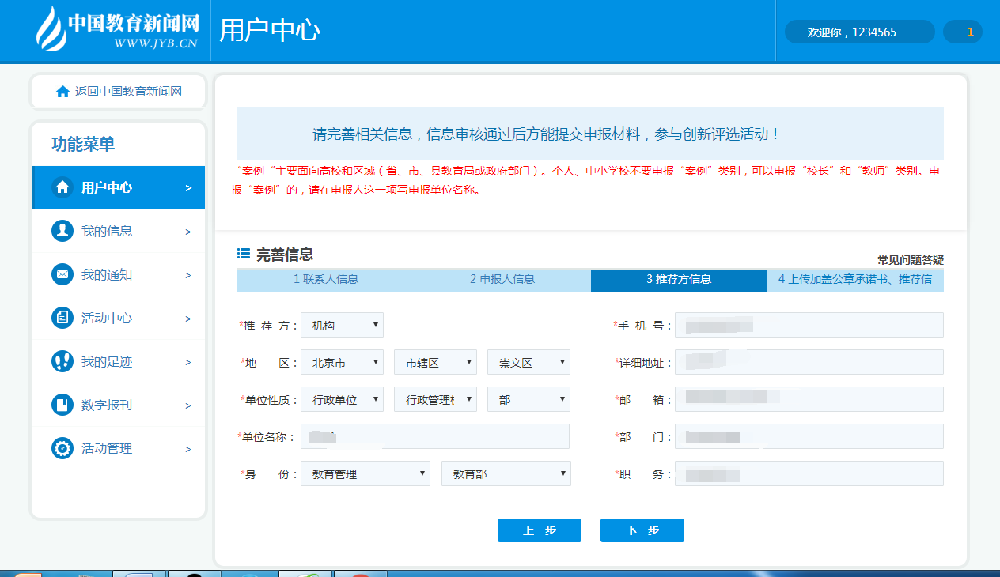 中国教育新闻网
WWW.JYB.CN
用户中心
欢迎你，1234565
1
返回中国教育新闻网
功能菜单
用户中心 >
我的信息 >
我的通知 >
活动中心 >
我的足迹 >
数字报刊 >
活动管理 >
请完善相关信息，信息审核通过后方能提交申报材料，参与创新评选活动！
“案例“主要面向高校和区域（省、市、县教育局或政府部门）。个人、中小学校不要申报“案例”类别，可以申报“校长”和“教师”类别。申
报“案例”的，请在申报人这一项写申报单位名称。
完善信息
常见问题答疑
1 联系人信息 2 申报人信息 3 推荐方信息 4 上传加盖公章承诺书、推荐信
*推 荐 方： 机构 *手 机 号：
*地 区： 北京市 市辖区 崇文区 *详细地址：
*单位性质： 行政单位 行政管理 部 *邮 箱：
*单位名称： *部 门：
*身 份： 教育管理 教育部 *职 务：
上一步 下一步